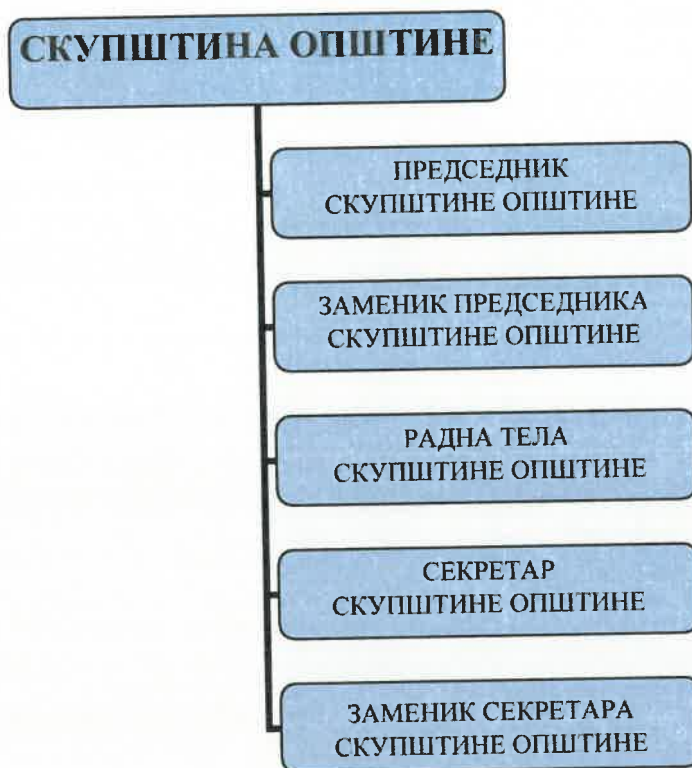 СКУПШТИНА ОПШТИНЕ
ПРЕДСЕДНИК
СКУПШТИНЕ ОПШТИНЕ
ЗАМЕНИК ПРЕДСЕДНИКА
СКУПШТИНЕ ОПШТИНЕ
РАДНА ТЕЛА
СКУПШТИНЕ ОПШТИНЕ
СЕКРЕТАР
СКУПШТИНЕ ОПШТИНЕ
ЗАМЕНИК СЕКРЕТАРА
СКУПШТИНЕ ОПШТИНЕ